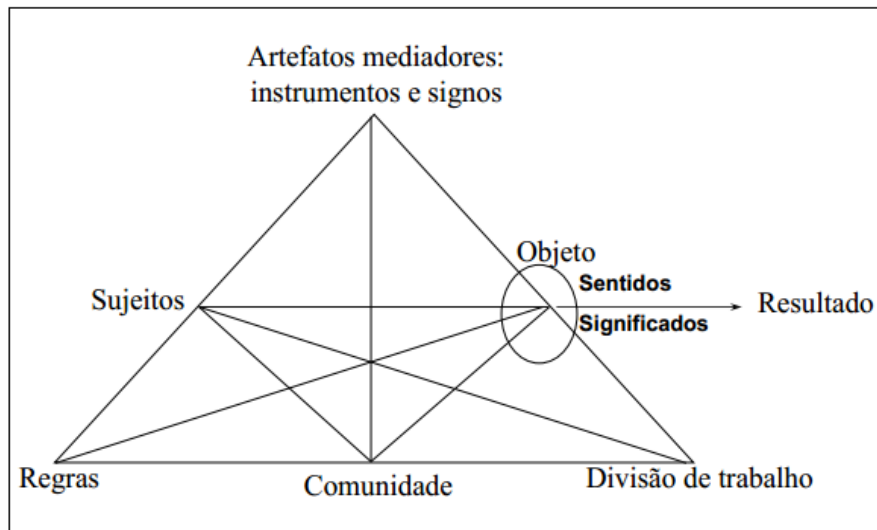 Artefatos mediadores:
instrumentos e signos
Objeto
Sentidos
Sujeitos
Resultado
Significados
Regras
Comunidade
Divisão de trabalho